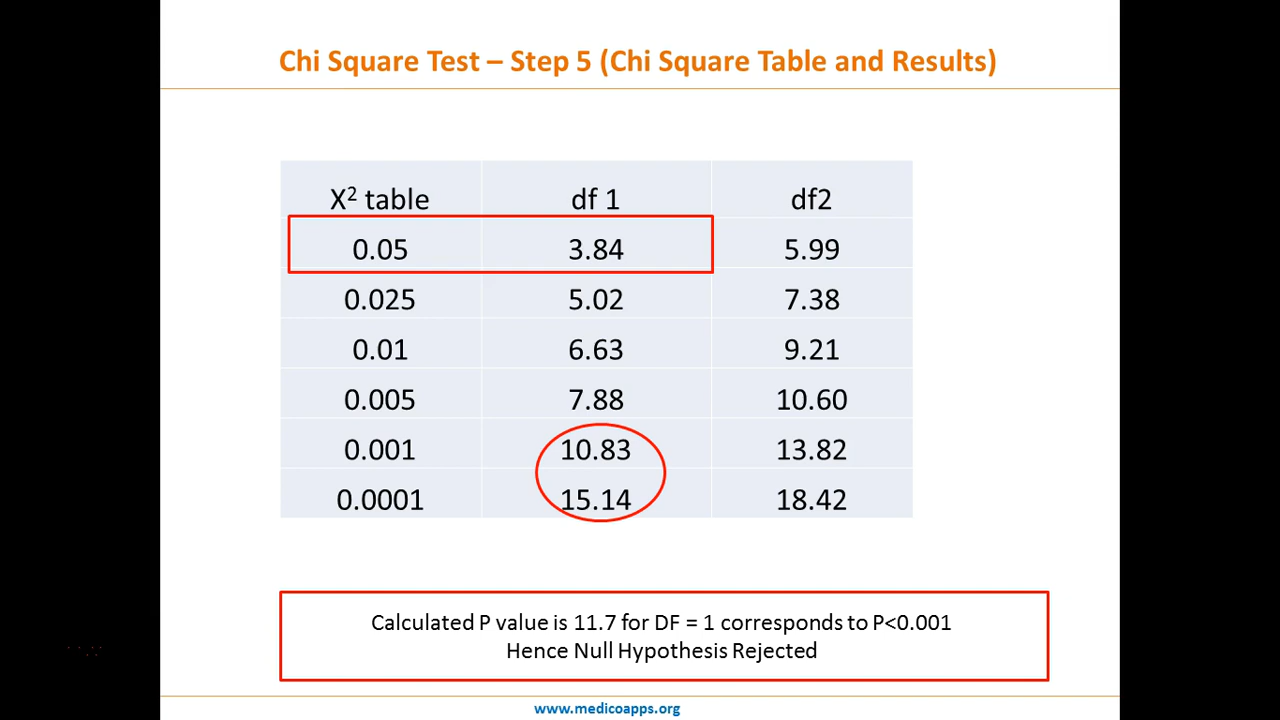 Chi Square Test – Step 5 (Chi Square Table and Results)
X² table df 1 df2
0.05 3.84 5.99
0.025 5.02 7.38
0.01 6.63 9.21
0.005 7.88 10.60
0.001 10.83 13.82
0.0001 15.14 18.42
Calculated P value is 11.7 for DF = 1 corresponds to P<0.001
Hence Null Hypothesis Rejected
www.medicoapps.org